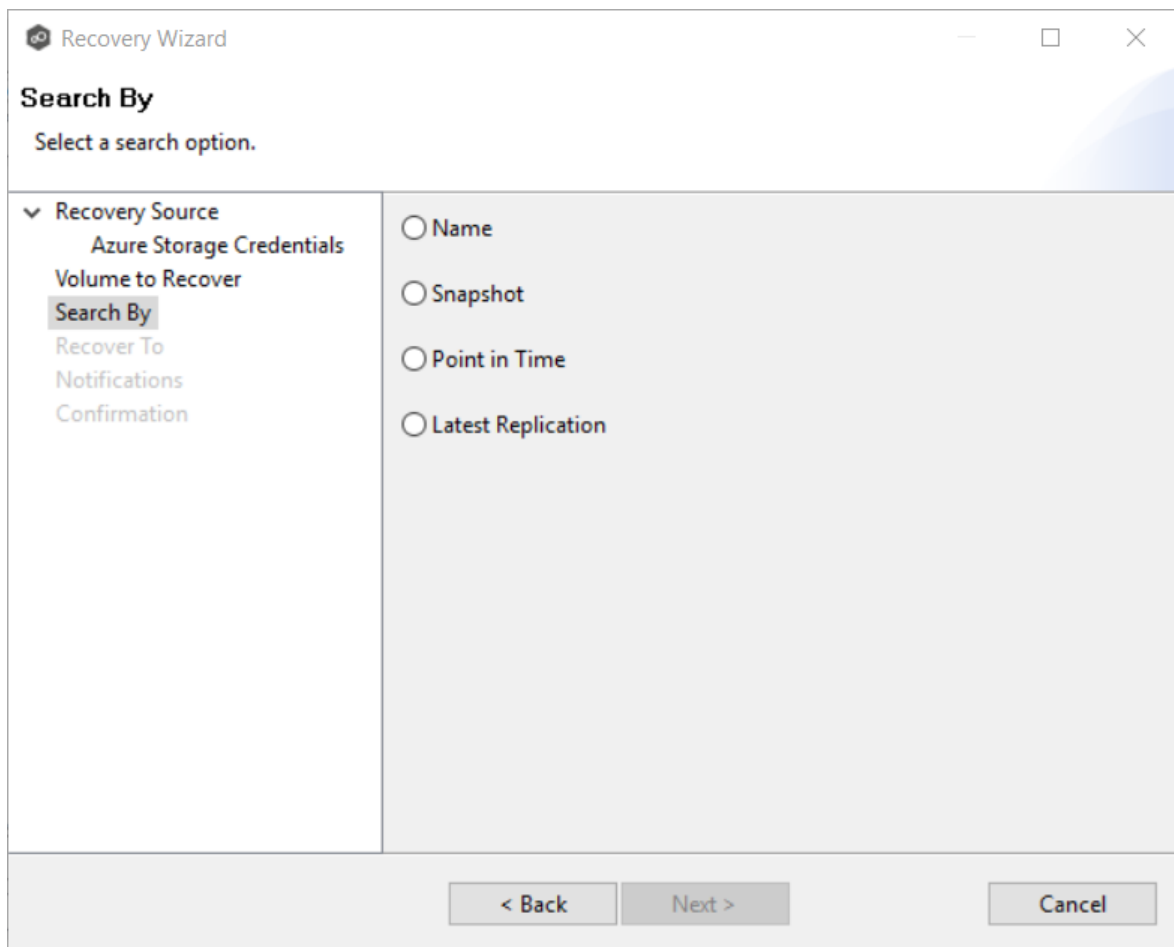 Recovery Wizard
Search By
Select a search option.
Recovery Source
Azure Storage Credentials
Volume to Recover
Search By
Recover To
Notifications
Confirmation
Name
Snapshot
Point in Time
Latest Replication
< Back
Next >
Cancel